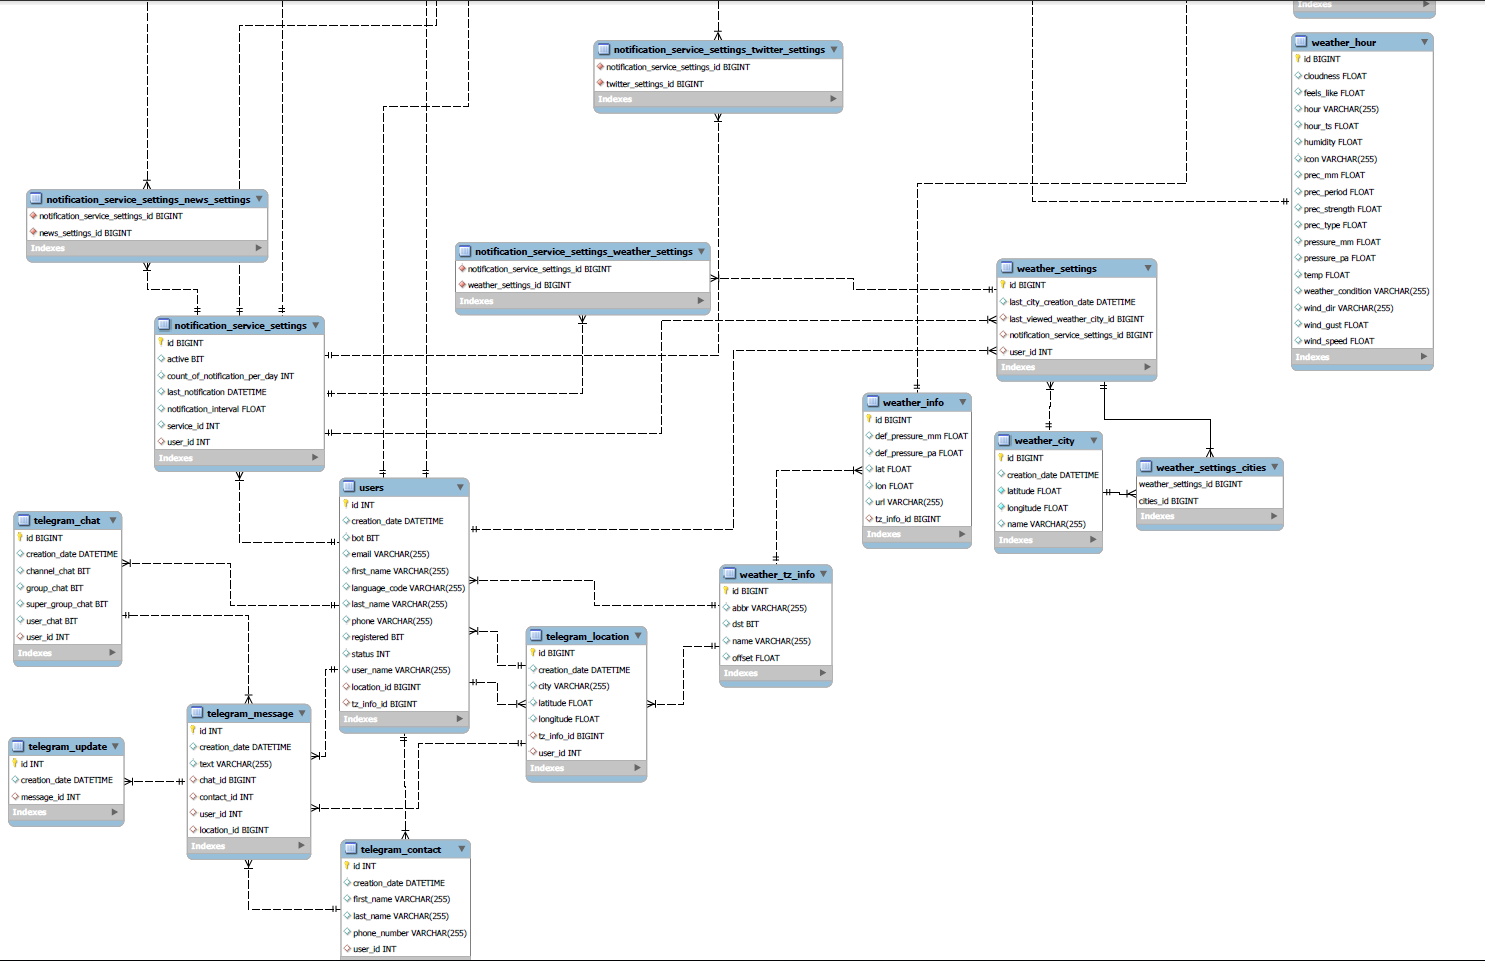 Indexes
weather_hour
id BIGINT
cloudness FLOAT
feels_like FLOAT
hour VARCHAR(255)
hour_ts FLOAT
humidity FLOAT
icon VARCHAR(255)
prec_mm FLOAT
prec_period FLOAT
prec_strength FLOAT
prec_type FLOAT
pressure_mm FLOAT
pressure_pa FLOAT
temp FLOAT
weather_condition VARCHAR(255)
wind_dir VARCHAR(255)
wind_gust FLOAT
wind_speed FLOAT
Indexes
notification_service_settings_twitter_settings
notification_service_settings_id BIGINT
twitter_settings_id BIGINT
Indexes
notification_service_settings_news_settings
notification_service_settings_id BIGINT
news_settings_id BIGINT
Indexes
notification_service_settings_weather_settings
notification_service_settings_id BIGINT
weather_settings_id BIGINT
Indexes
weather_settings
id BIGINT
last_city_creation_date DATETIME
last_viewed_weather_city_id BIGINT
notification_service_settings_id BIGINT
user_id INT
Indexes
notification_service_settings
id BIGINT
active BIT
count_of_notification_per_day INT
last_notification DATETIME
notification_interval FLOAT
service_id INT
user_id INT
Indexes
weather_info
id BIGINT
def_pressure_mm FLOAT
def_pressure_pa FLOAT
lat FLOAT
lon FLOAT
url VARCHAR(255)
tz_info_id BIGINT
Indexes
weather_city
id BIGINT
creation_date DATETIME
latitude FLOAT
longitude FLOAT
name VARCHAR(255)
Indexes
weather_settings_cities
weather_settings_id BIGINT
cities_id BIGINT
Indexes
users
id INT
creation_date DATETIME
bot BIT
email VARCHAR(255)
first_name VARCHAR(255)
language_code VARCHAR(255)
last_name VARCHAR(255)
phone VARCHAR(255)
registered BIT
status INT
user_name VARCHAR(255)
location_id BIGINT
tz_info_id BIGINT
Indexes
telegram_chat
id BIGINT
creation_date DATETIME
channel_chat BIT
group_chat BIT
super_group_chat BIT
user_chat BIT
user_id INT
Indexes
weather_tz_info
id BIGINT
abbr VARCHAR(255)
dst BIT
name VARCHAR(255)
offset FLOAT
Indexes
telegram_location
id BIGINT
creation_date DATETIME
city VARCHAR(255)
latitude FLOAT
longitude FLOAT
tz_info_id BIGINT
user_id INT
Indexes
telegram_message
id INT
creation_date DATETIME
text VARCHAR(255)
chat_id BIGINT
contact_id INT
user_id INT
location_id BIGINT
Indexes
telegram_update
id INT
creation_date DATETIME
message_id INT
Indexes
telegram_contact
id INT
creation_date DATETIME
first_name VARCHAR(255)
last_name VARCHAR(255)
phone_number VARCHAR(255)
user_id INT